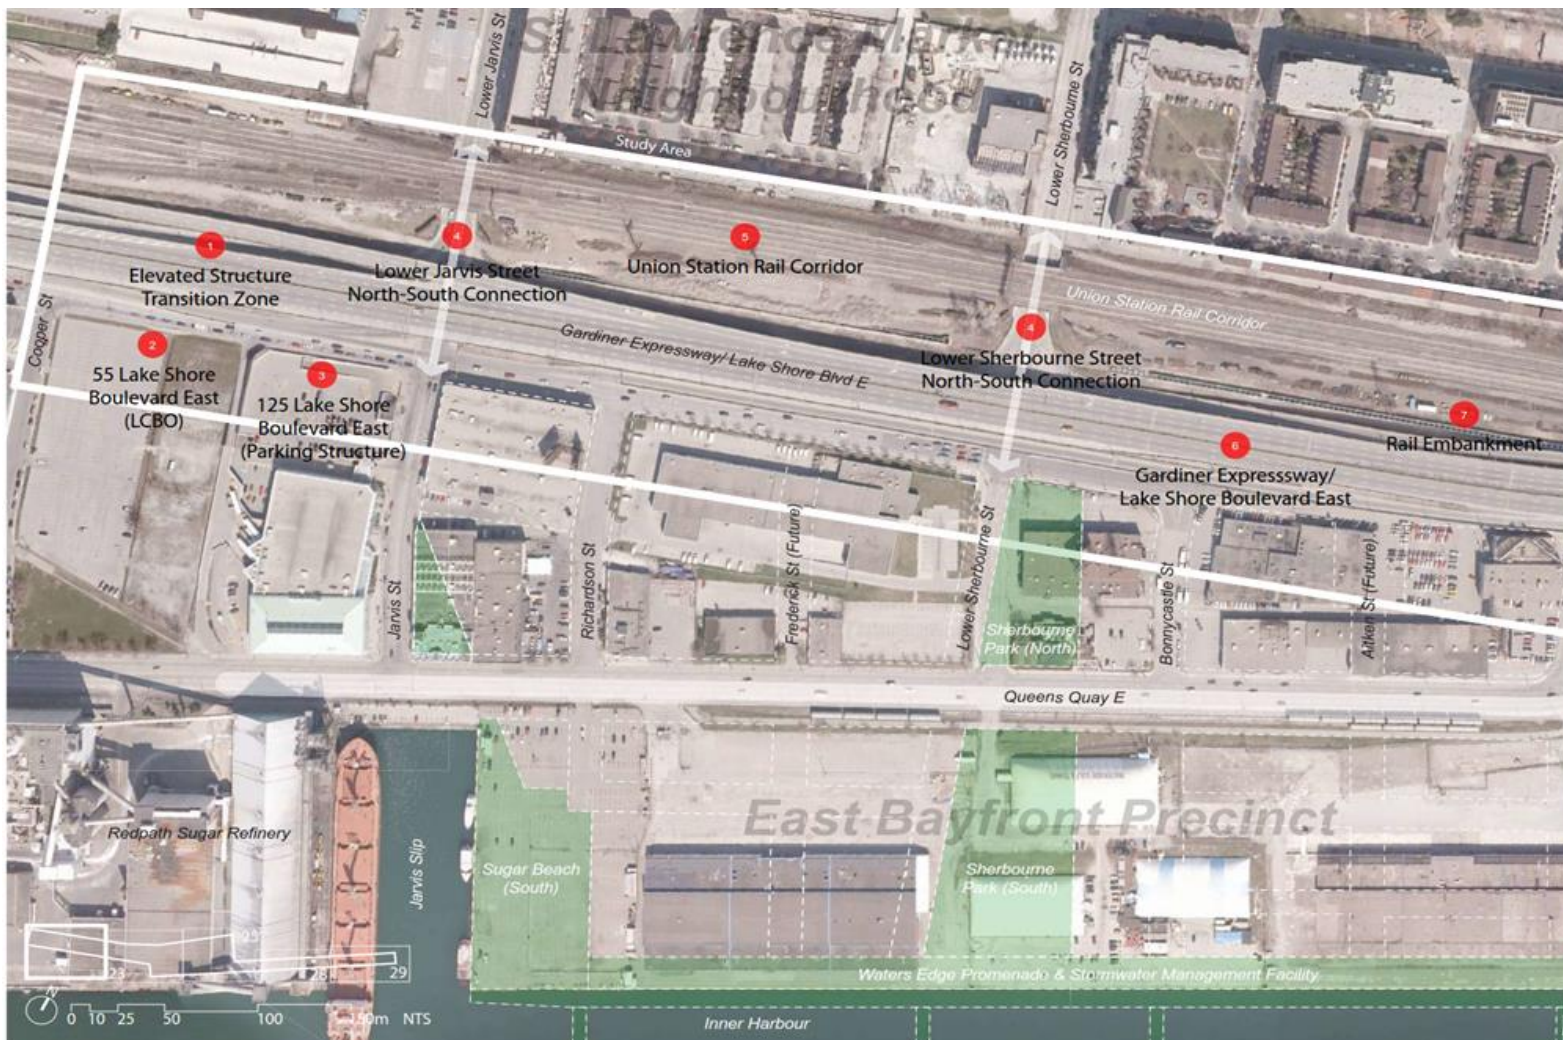 St Lawrence Market
Neighbourhood
Lower Jarvis St
Lower Sherbourne St
Study Area
1
Elevated Structure
Transition Zone
4
Lower Jarvis Street
North-South Connection
5
Union Station Rail Corridor
Union Station Rail Corridor
4
Lower Sherbourne Street
North-South Connection
Cooper St
2
55 Lake Shore
Boulevard East
(LCBO)
3
125 Lake Shore
Boulevard East
(Parking Structure)
Gardiner Expressway/ Lake Shore Blvd E
7
Rail Embankment
6
Gardiner Expresssway/
Lake Shore Boulevard East
Jarvis St
Richardson St
Frederick St (Future)
Lower Sherbourne St
Sherbourne
Park (North)
Bonnycastle St
Aitken St (Future)
Queens Quay E
East Bayfront Precinct
Redpath Sugar Refinery
Jarvis Slip
Sugar Beach
(South)
Sherbourne
Park (South)
Waters Edge Promenade & Stormwater Management Facility
23
28
29
N
0 10 25 50 100 150m NTS
Inner Harbour